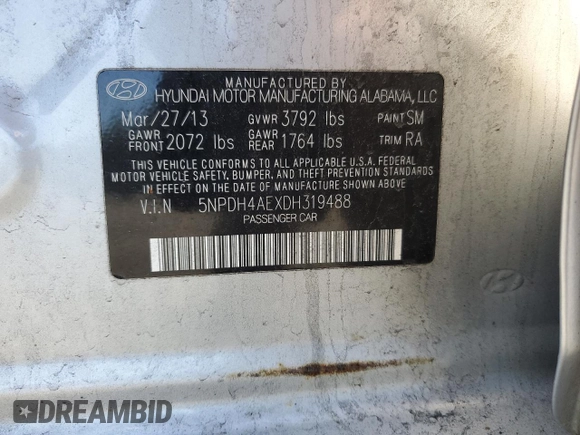 MANUFACTURED BY
HYUNDAI MOTOR MANUFACTURING ALABAMA, LLC
Mar/27/13 GVWR 3792 lbs PAINT SM
GAWR FRONT 2072 lbs GAWR REAR 1764 lbs TRIM RA
THIS VEHICLE CONFORMS TO ALL APPLICABLE U.S.A. FEDERAL
MOTOR VEHICLE SAFETY, BUMPER, AND THEFT PREVENTION STANDARDS
IN EFFECT ON THE DATE OF MANUFACTURE SHOWN ABOVE
V.I.N 5NPDH4AEXDH319488
PASSENGER CAR
DREAMBID